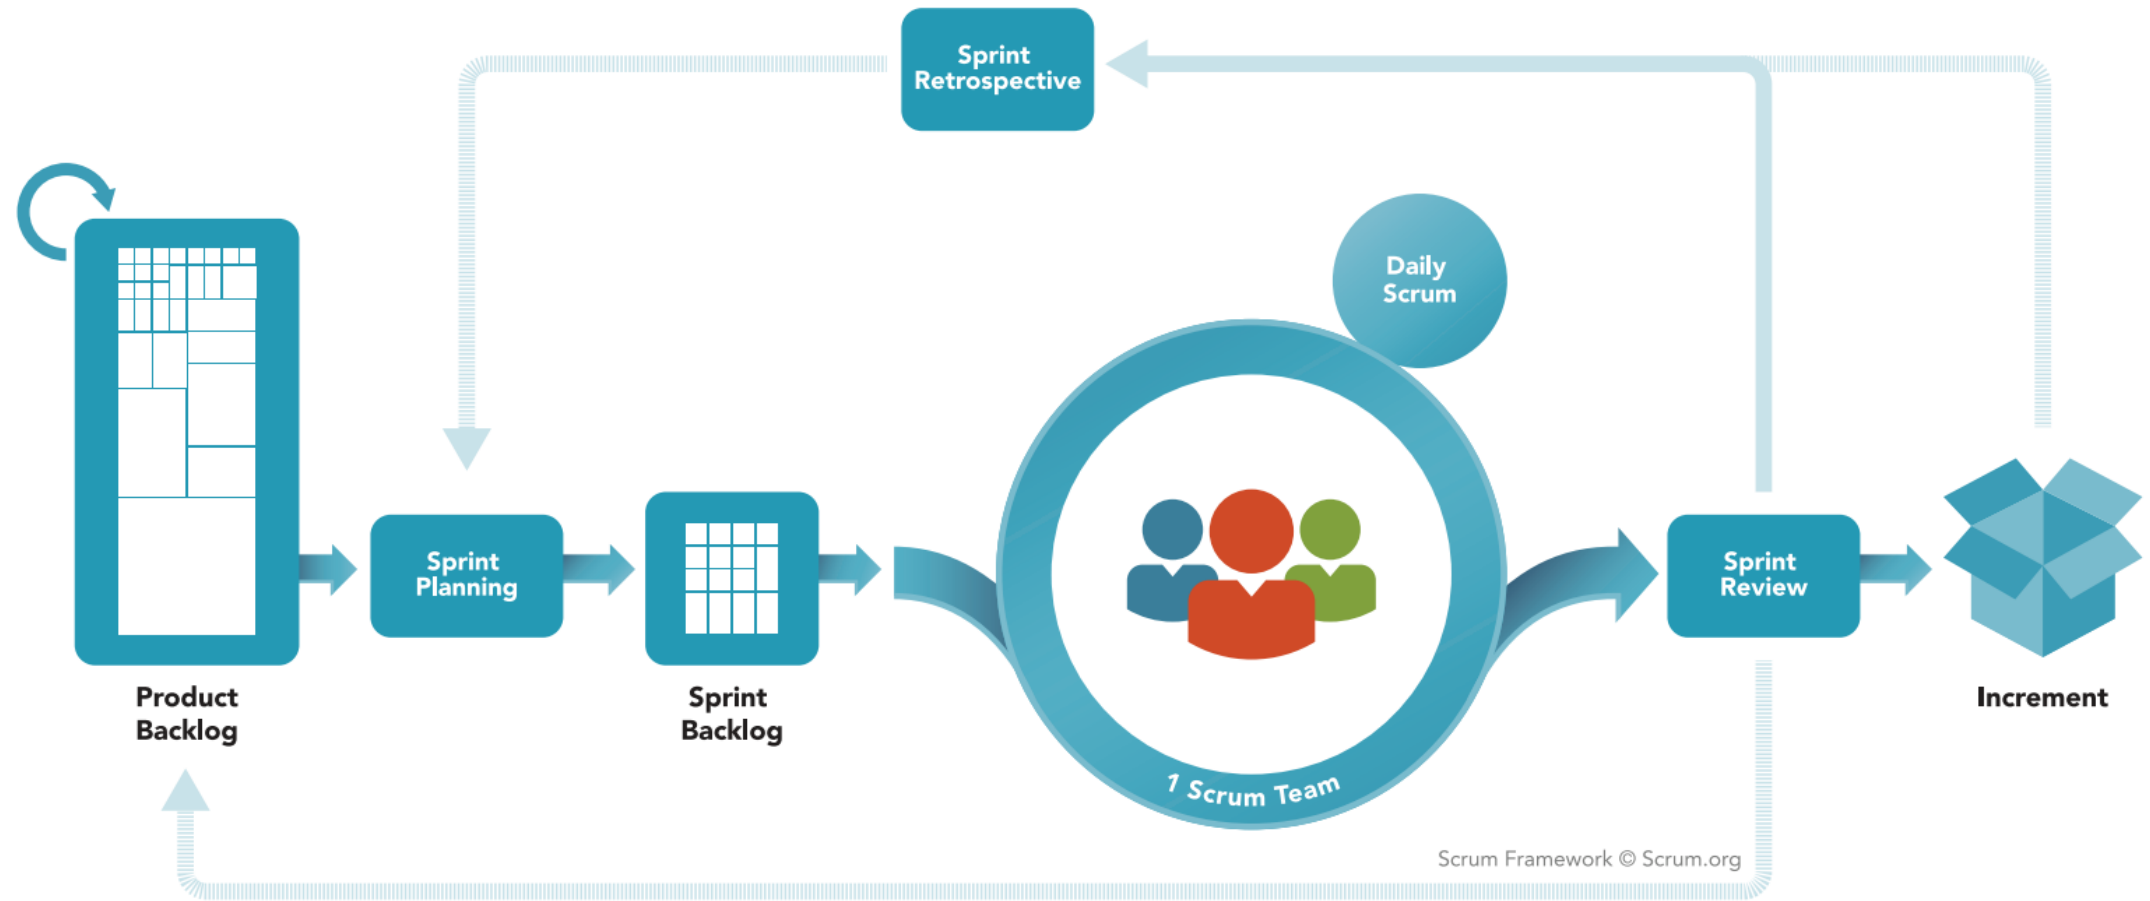 Sprint
Retrospective
Daily
Scrum
Sprint
Planning
Sprint
Review
Product
Backlog
Sprint
Backlog
Increment
1 Scrum Team
Scrum Framework © Scrum.org